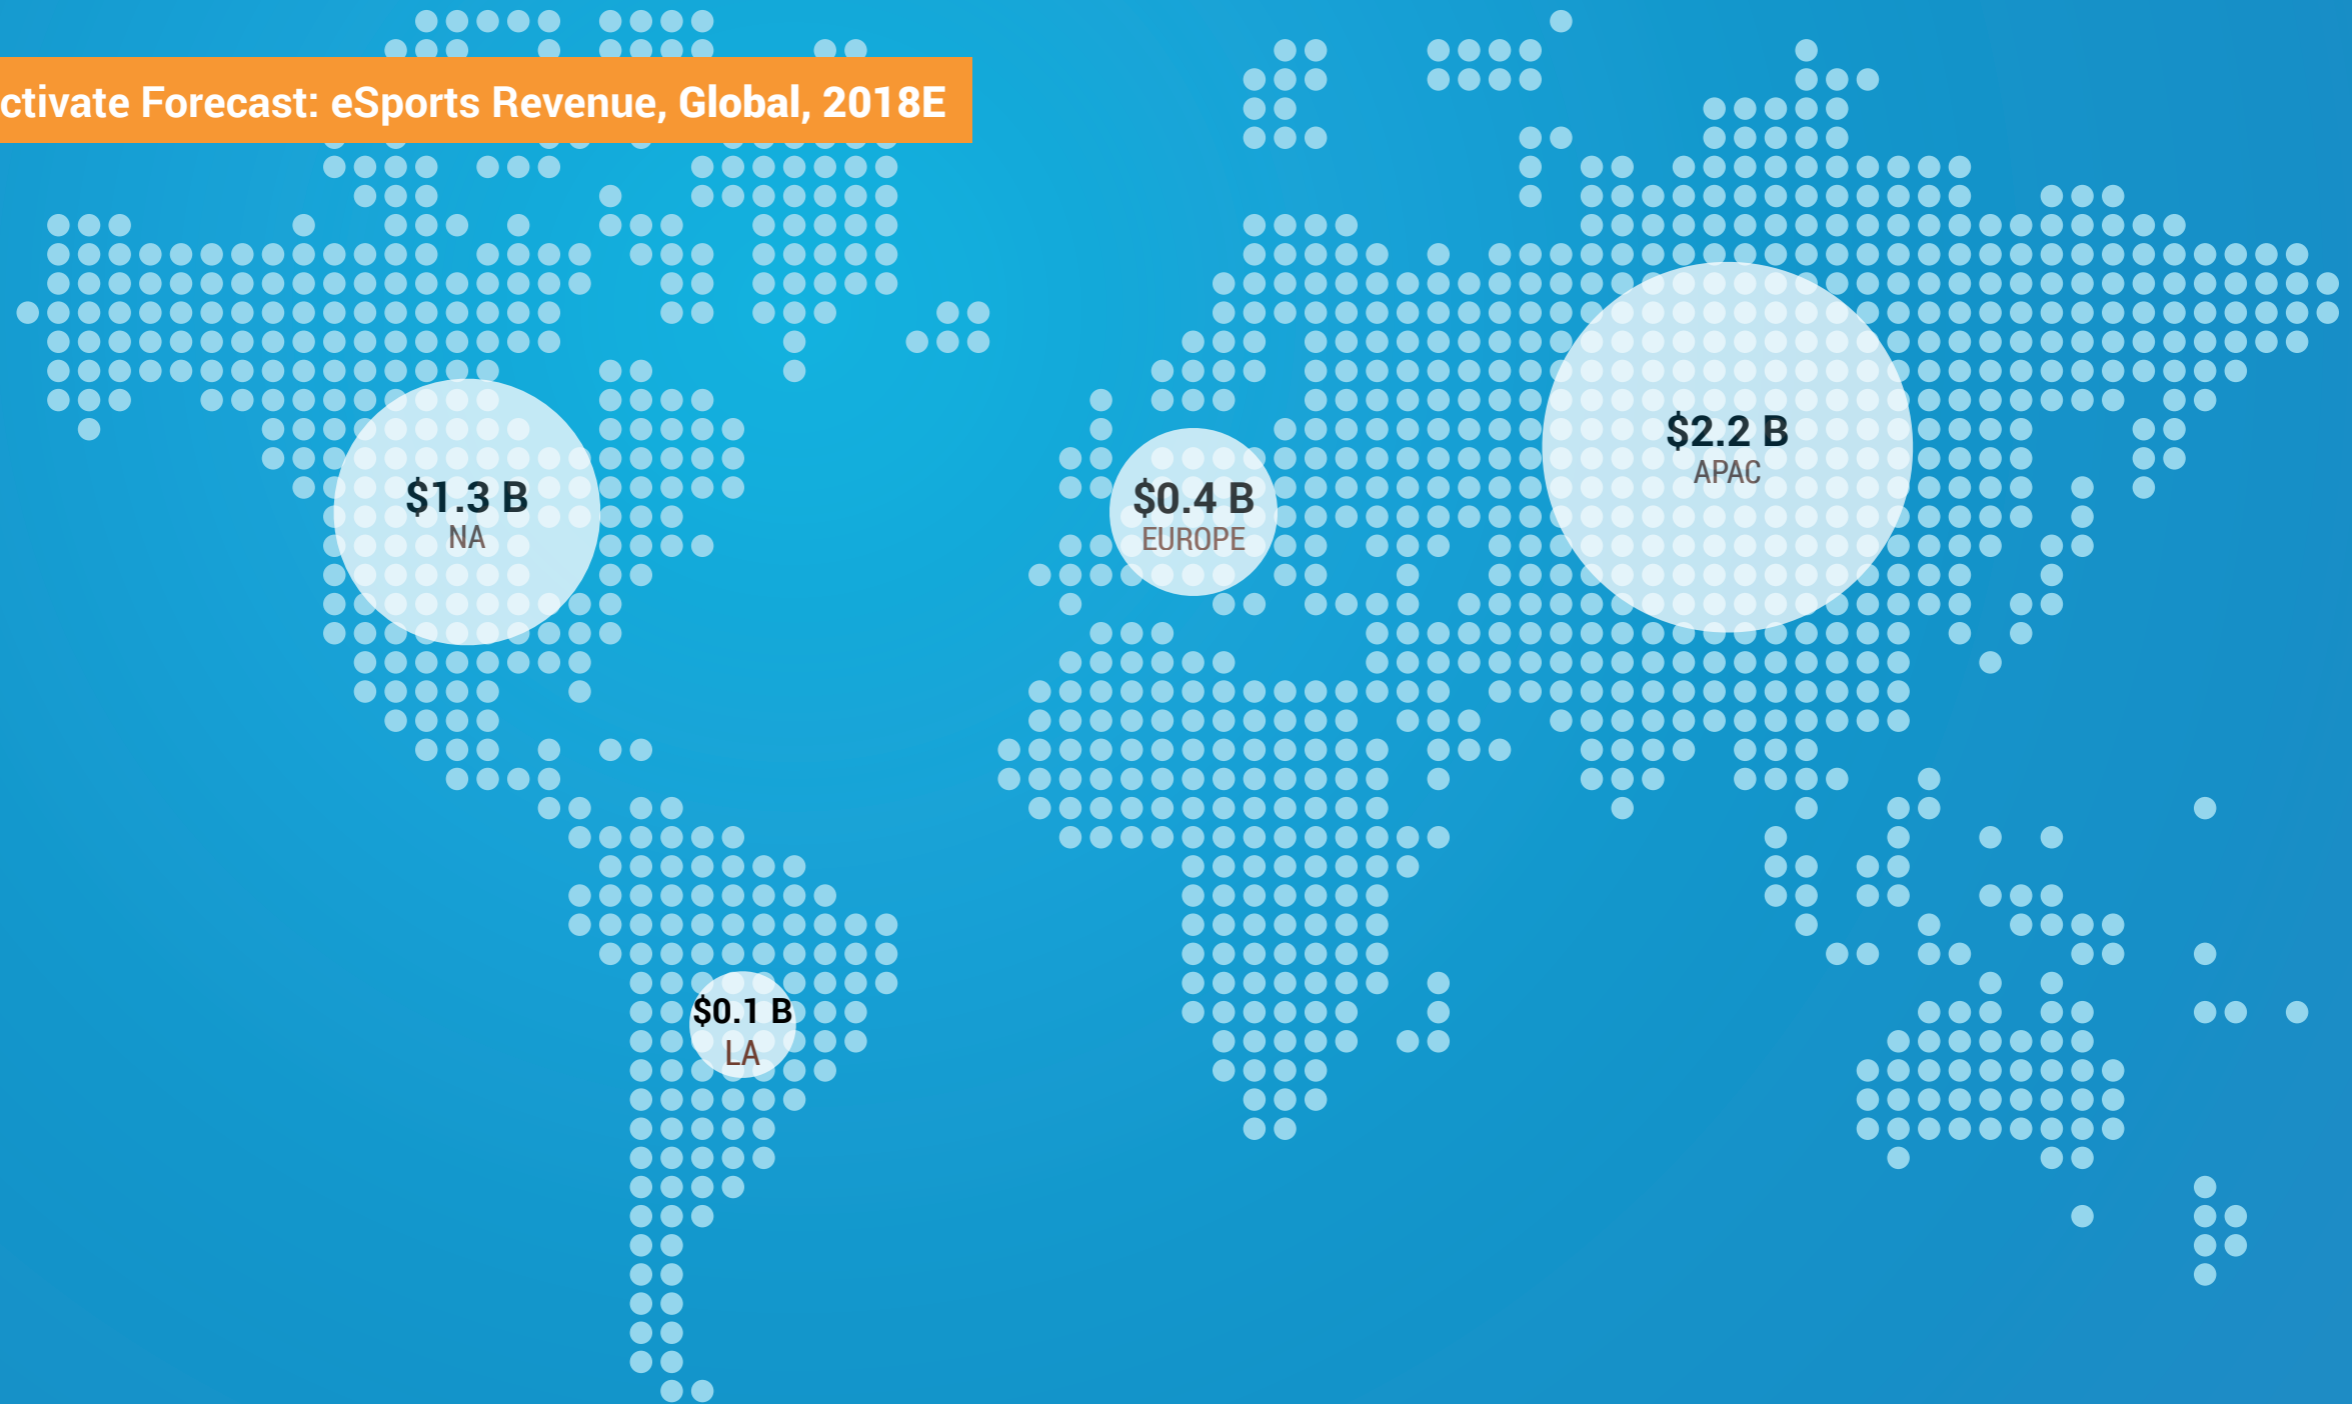 ctivate Forecast: eSports Revenue, Global, 2018E
$2.2 B
APAC
$1.3 B
NA
$0.4 B
EUROPE
$0.1 B
LA